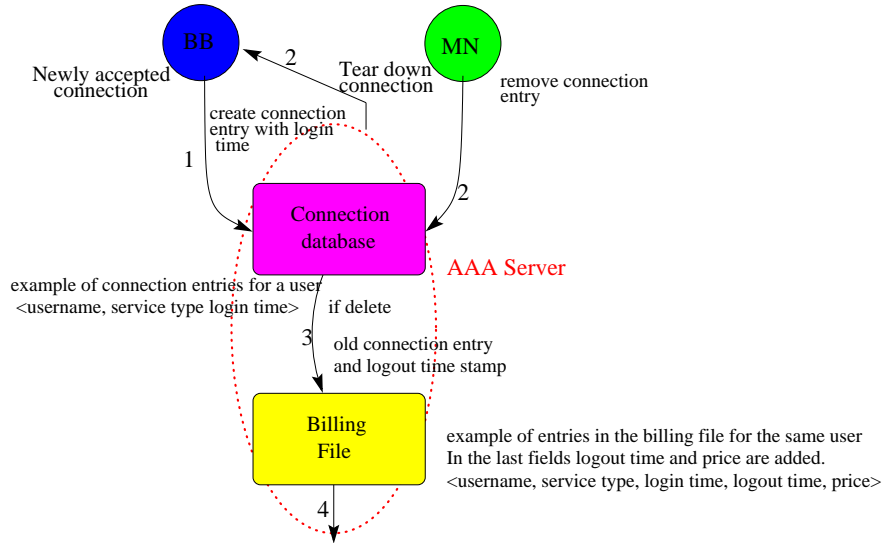 BB
MN
2
Newly accepted
connection
Tear down
connection
remove connection
entry
create connection
entry with login
time
1
2
Connection
database
AAA Server
example of connection entries for a user
<username, service type login time>
if delete
3
old connection entry
and logout time stamp
Billing
File
example of entries in the billing file for the same user
In the last fields logout time and price are added.
<username, service type, login time, logout time, price>
4